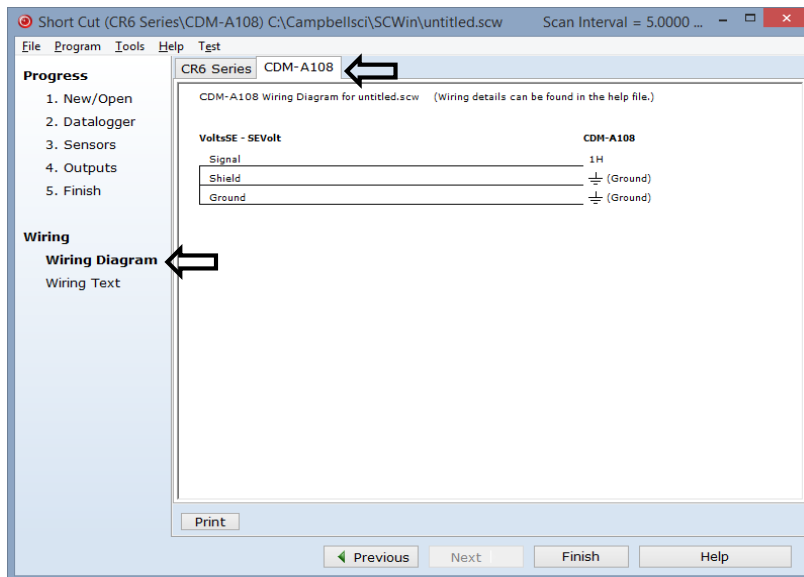 Short Cut (CR6 Series\CDM-A108) C:\Campbellsci\SCWin\untitled.scw Scan Interval = 5.0000 ...
File Program Tools Help Test
Progress
1. New/Open
2. Datalogger
3. Sensors
4. Outputs
5. Finish
Wiring
Wiring Diagram
Wiring Text
CR6 Series CDM-A108
CDM-A108 Wiring Diagram for untitled.scw (Wiring details can be found in the help file.)
VoltsSE - SEVolt CDM-A108
Signal 1H
Shield (Ground)
Ground (Ground)
Print
Previous Next Finish Help